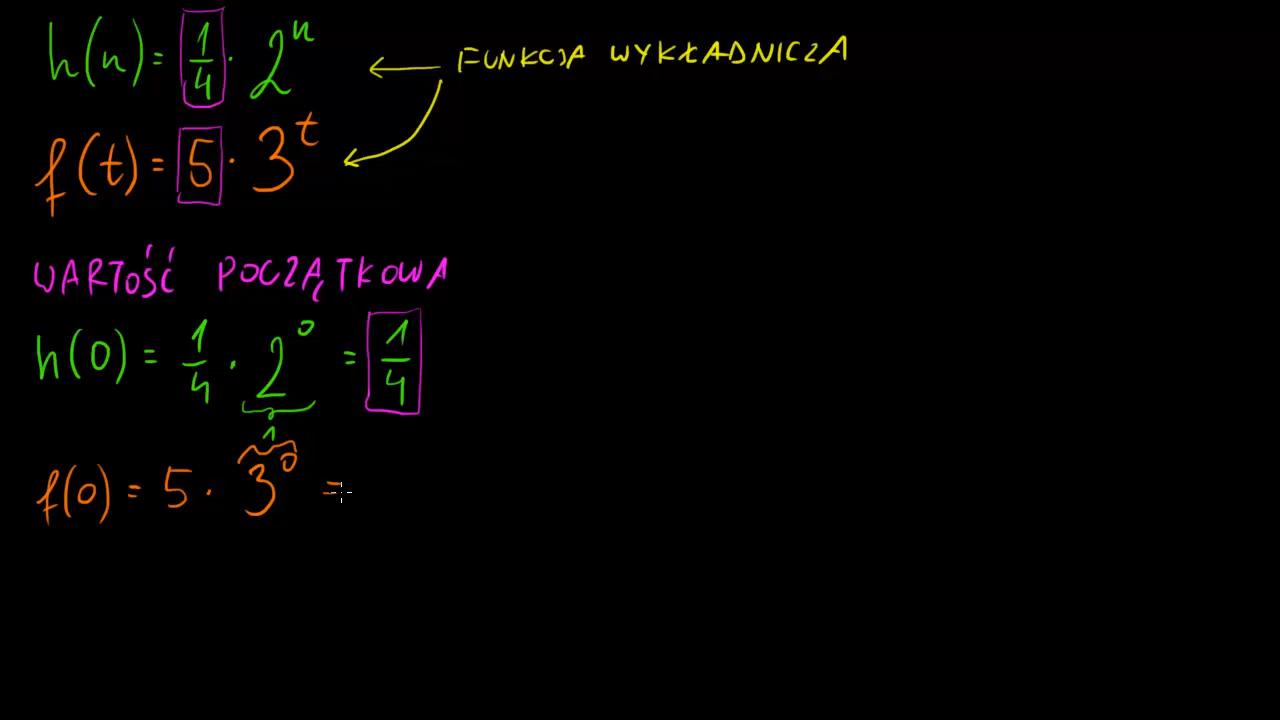 h(n) = 1/4 · 2^n ← FUNKCJA WYKŁADNICZA
f(t) = 5 · 3^t
WARTOŚĆ POCZĄTKOWA
h(0) = 1/4 · 2^0 = 1/4
1
f(0) = 5 · 3^0 =